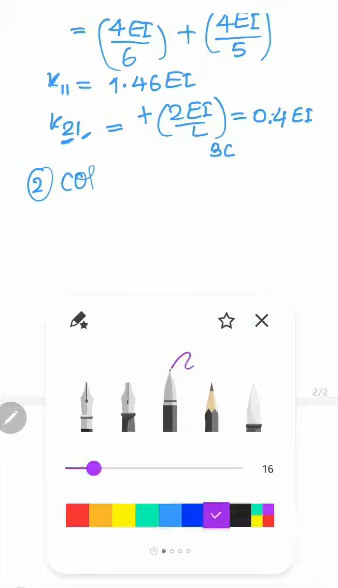 = (4EI/6) + (4EI/5)
K₁₁ = 1.46EI
K₂₁ = +(2EI/L)BC = 0.4EI
② col
2/2
16